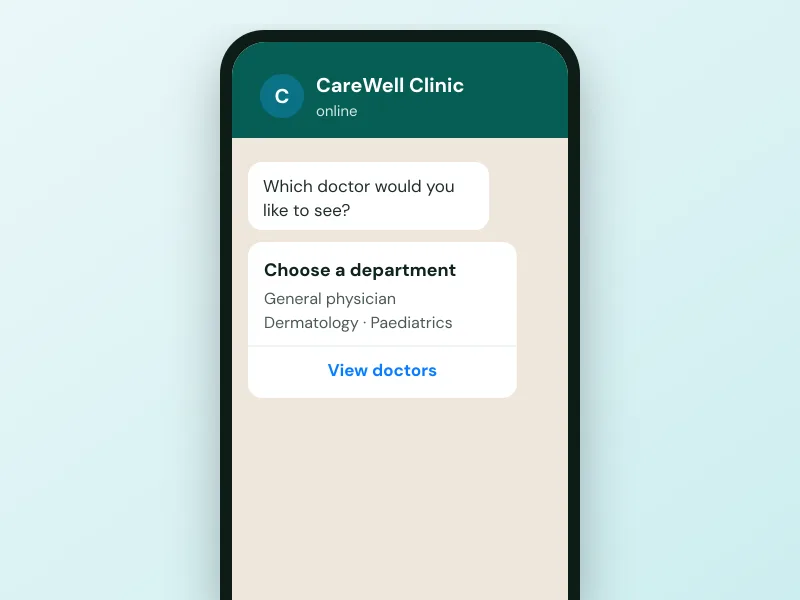 C
CareWell Clinic
online
Which doctor would you
like to see?
Choose a department
General physician
Dermatology · Paediatrics
View doctors